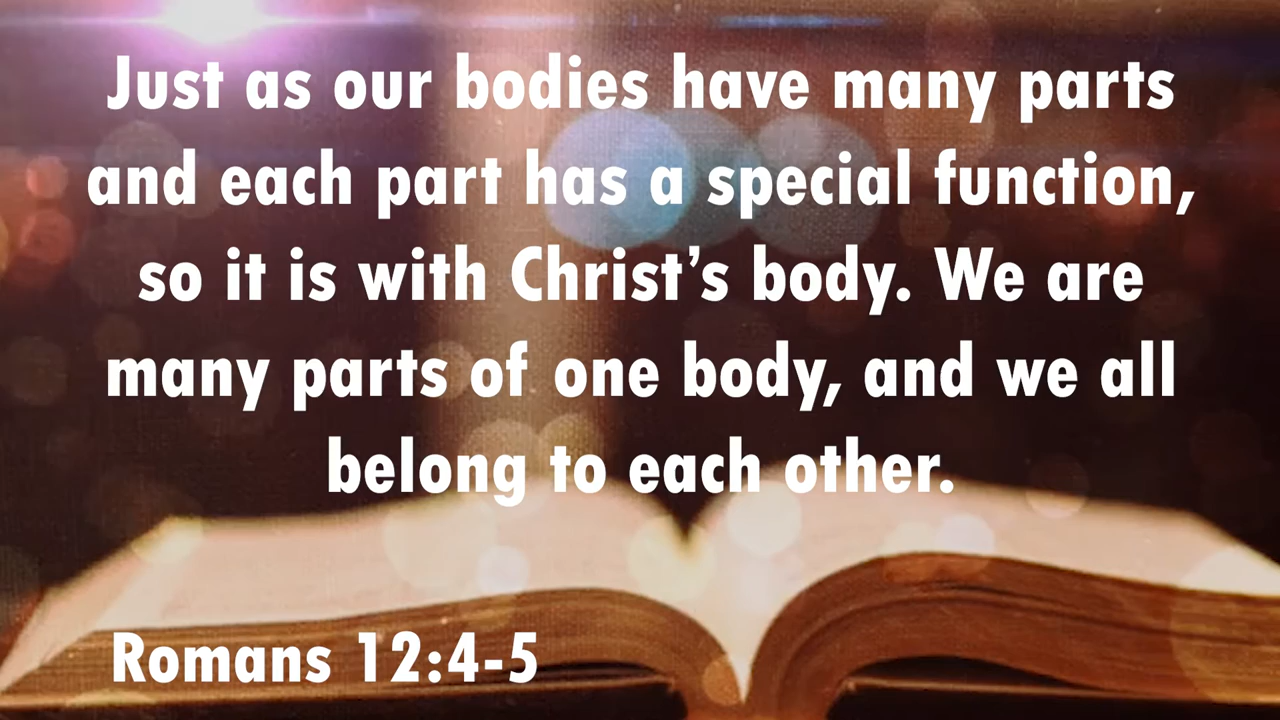 Just as our bodies have many parts
and each part has a special function,
so it is with Christ’s body. We are
many parts of one body, and we all
belong to each other.
Romans 12:4-5